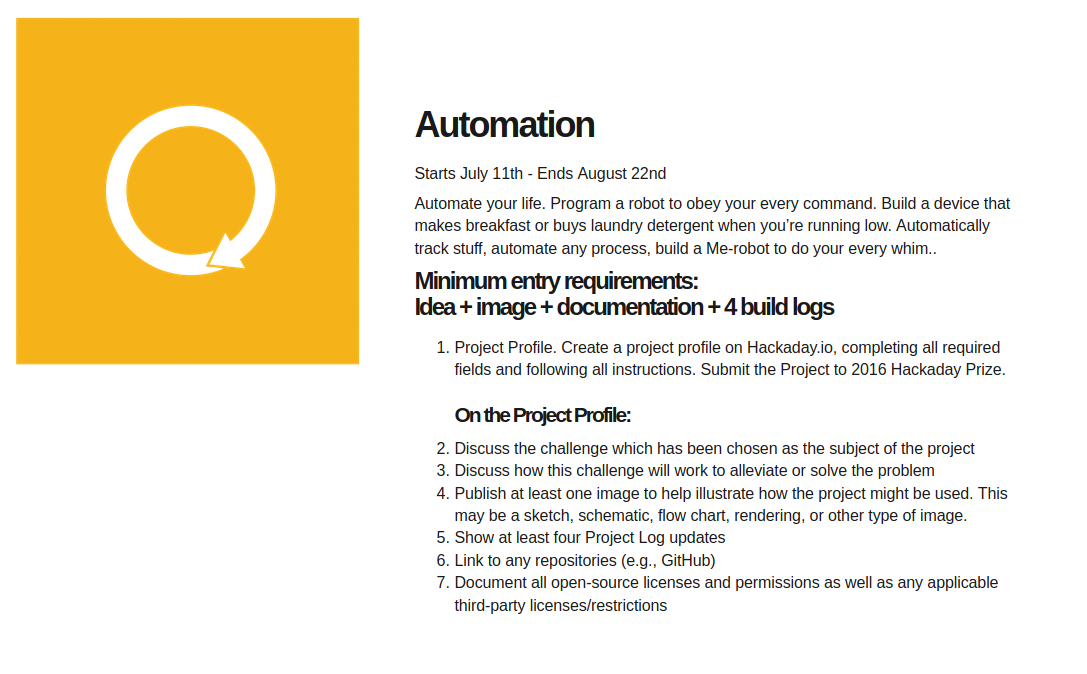 Automation
Starts July 11th - Ends August 22nd
Automate your life. Program a robot to obey your every command. Build a device that
makes breakfast or buys laundry detergent when you’re running low. Automatically
track stuff, automate any process, build a Me-robot to do your every whim..
Minimum entry requirements:
Idea + image + documentation + 4 build logs
1. Project Profile. Create a project profile on Hackaday.io, completing all required
fields and following all instructions. Submit the Project to 2016 Hackaday Prize.
On the Project Profile:
2. Discuss the challenge which has been chosen as the subject of the project
3. Discuss how this challenge will work to alleviate or solve the problem
4. Publish at least one image to help illustrate how the project might be used. This
may be a sketch, schematic, flow chart, rendering, or other type of image.
5. Show at least four Project Log updates
6. Link to any repositories (e.g., GitHub)
7. Document all open-source licenses and permissions as well as any applicable
third-party licenses/restrictions